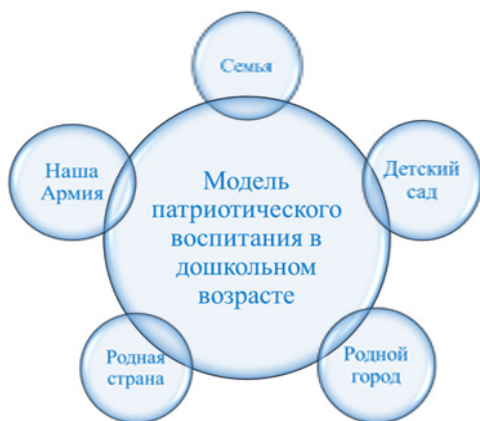 Семья
Детский
сад
Родной
город
Родная
страна
Наша
Армия
Модель
патриотического
воспитания в
дошкольном
возрасте